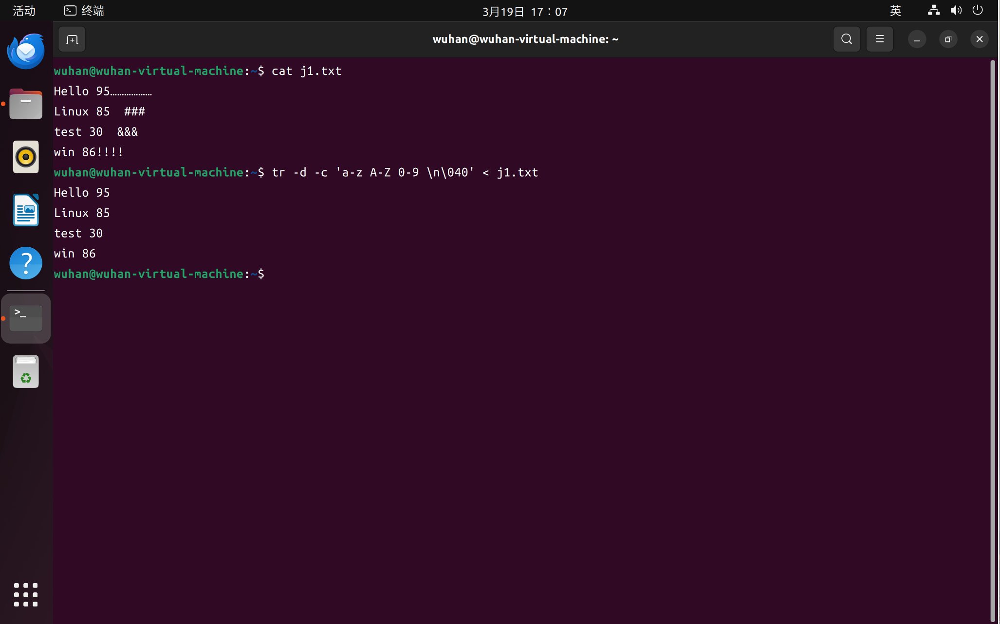 活动 终端 3月19日 17：07 英
wuhan@wuhan-virtual-machine: ~
wuhan@wuhan-virtual-machine:~$ cat j1.txt
Hello 95………………
Linux 85  ###
test 30  &&&
win 86!!!!
wuhan@wuhan-virtual-machine:~$ tr -d -c 'a-z A-Z 0-9 \n\040' < j1.txt
Hello 95
Linux 85
test 30
win 86
wuhan@wuhan-virtual-machine:~$